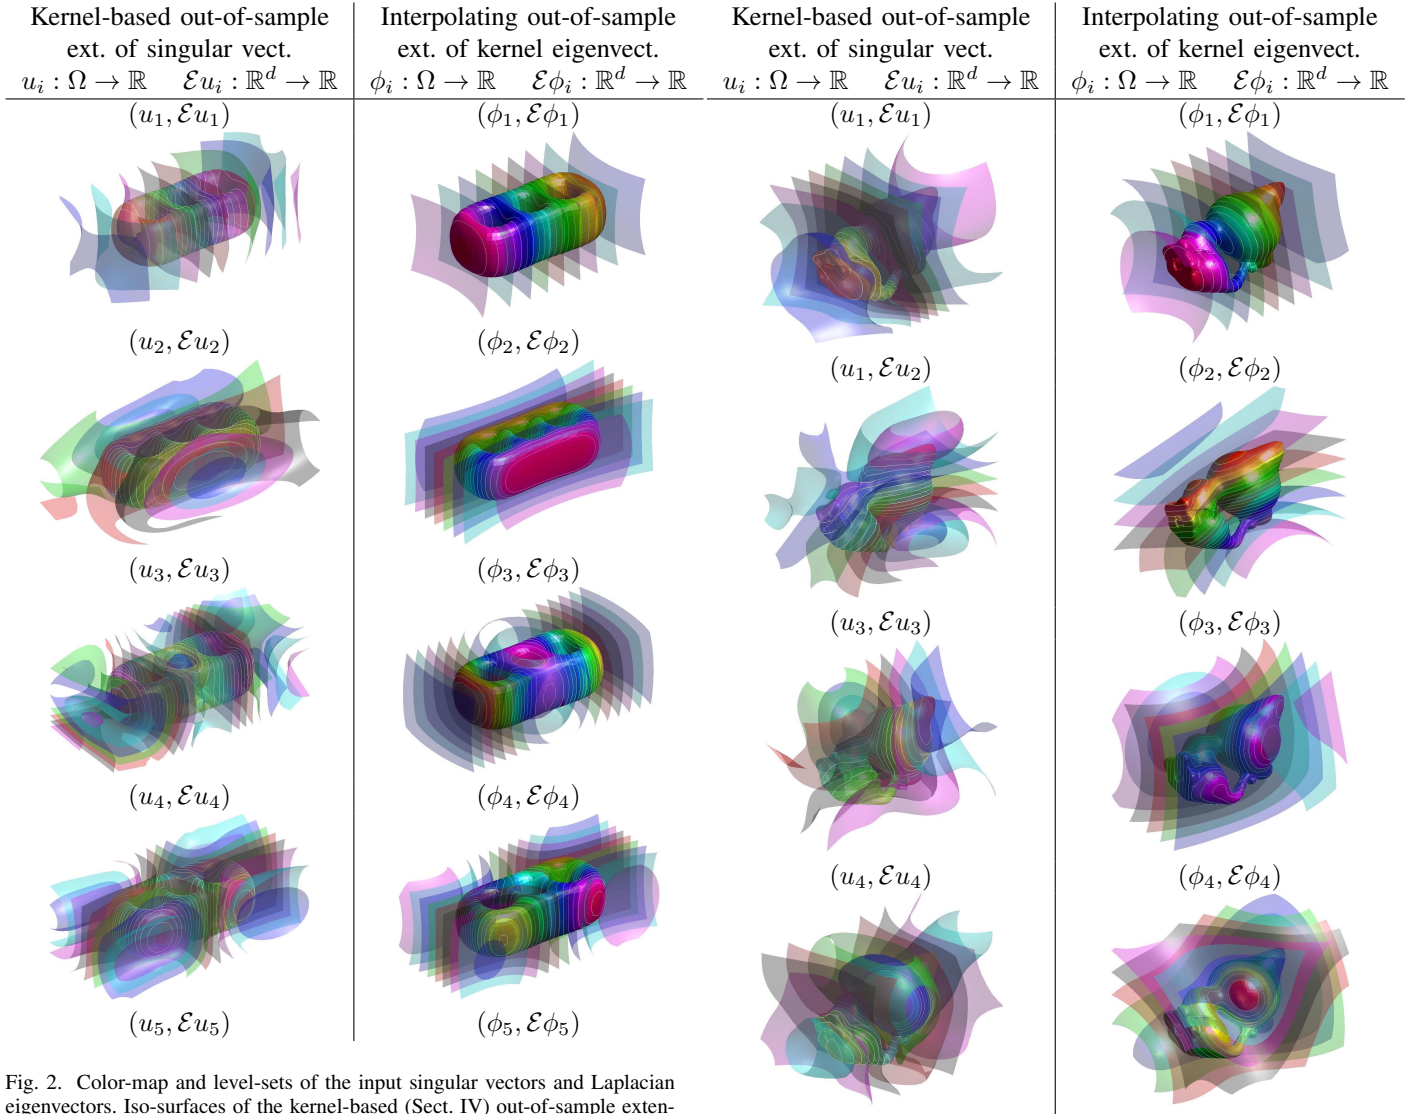 Kernel-based out-of-sample
ext. of singular vect.
u_i : Ω → ℝ    ℰu_i : ℝ^d → ℝ
Interpolating out-of-sample
ext. of kernel eigenvect.
ϕ_i : Ω → ℝ    ℰϕ_i : ℝ^d → ℝ
(u_1, ℰu_1)
(ϕ_1, ℰϕ_1)
(u_2, ℰu_2)
(ϕ_2, ℰϕ_2)
(u_3, ℰu_3)
(ϕ_3, ℰϕ_3)
(u_4, ℰu_4)
(ϕ_4, ℰϕ_4)
(u_5, ℰu_5)
(ϕ_5, ℰϕ_5)
Fig. 2. Color-map and level-sets of the input singular vectors and Laplacian
eigenvectors. Iso-surfaces of the kernel-based (Sect. IV) out-of-sample exten-
Kernel-based out-of-sample
ext. of singular vect.
u_i : Ω → ℝ    ℰu_i : ℝ^d → ℝ
Interpolating out-of-sample
ext. of kernel eigenvect.
ϕ_i : Ω → ℝ    ℰϕ_i : ℝ^d → ℝ
(u_1, ℰu_1)
(ϕ_1, ℰϕ_1)
(u_1, ℰu_2)
(ϕ_2, ℰϕ_2)
(u_3, ℰu_3)
(ϕ_3, ℰϕ_3)
(u_4, ℰu_4)
(ϕ_4, ℰϕ_4)